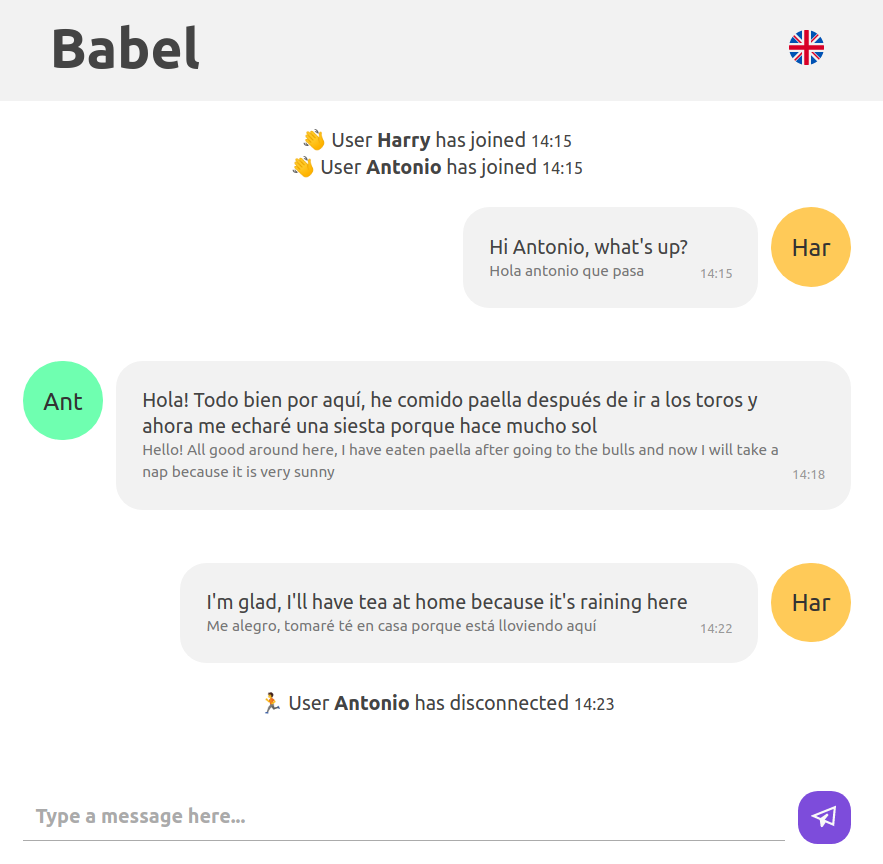 Babel
👋 User Harry has joined 14:15
👋 User Antonio has joined 14:15
Hi Antonio, what's up?
Hola antonio que pasa 14:15
Har
Ant
Hola! Todo bien por aquí, he comido paella después de ir a los toros y
ahora me echaré una siesta porque hace mucho sol
Hello! All good around here, I have eaten paella after going to the bulls and now I will take a
nap because it is very sunny 14:18
I'm glad, I'll have tea at home because it's raining here
Me alegro, tomaré té en casa porque está lloviendo aquí 14:22
Har
🏃 User Antonio has disconnected 14:23
Type a message here...